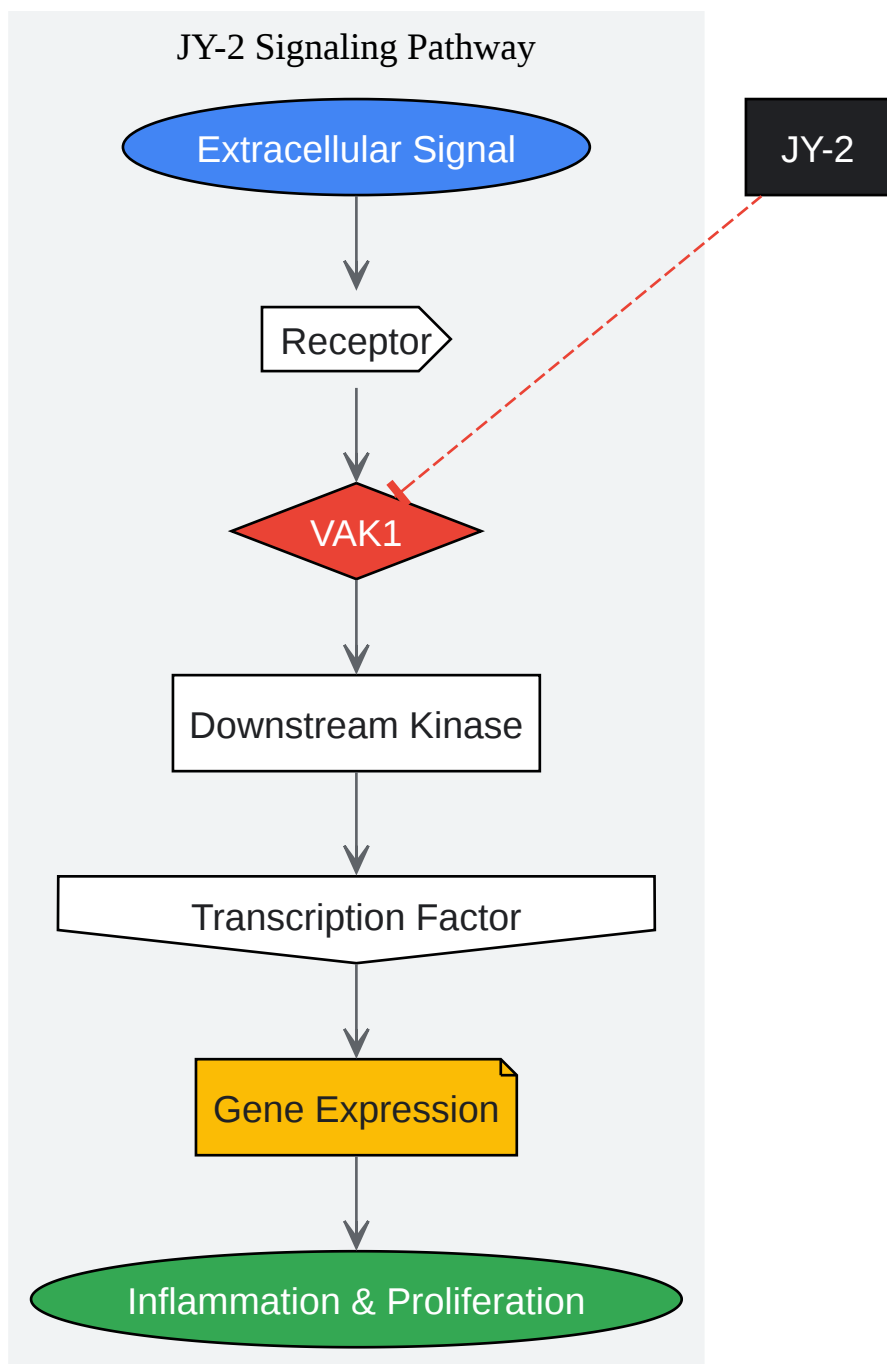 JY-2 Signaling Pathway
Extracellular Signal
JY-2
Receptor
VAK1
Downstream Kinase
Transcription Factor
Gene Expression
Inflammation & Proliferation